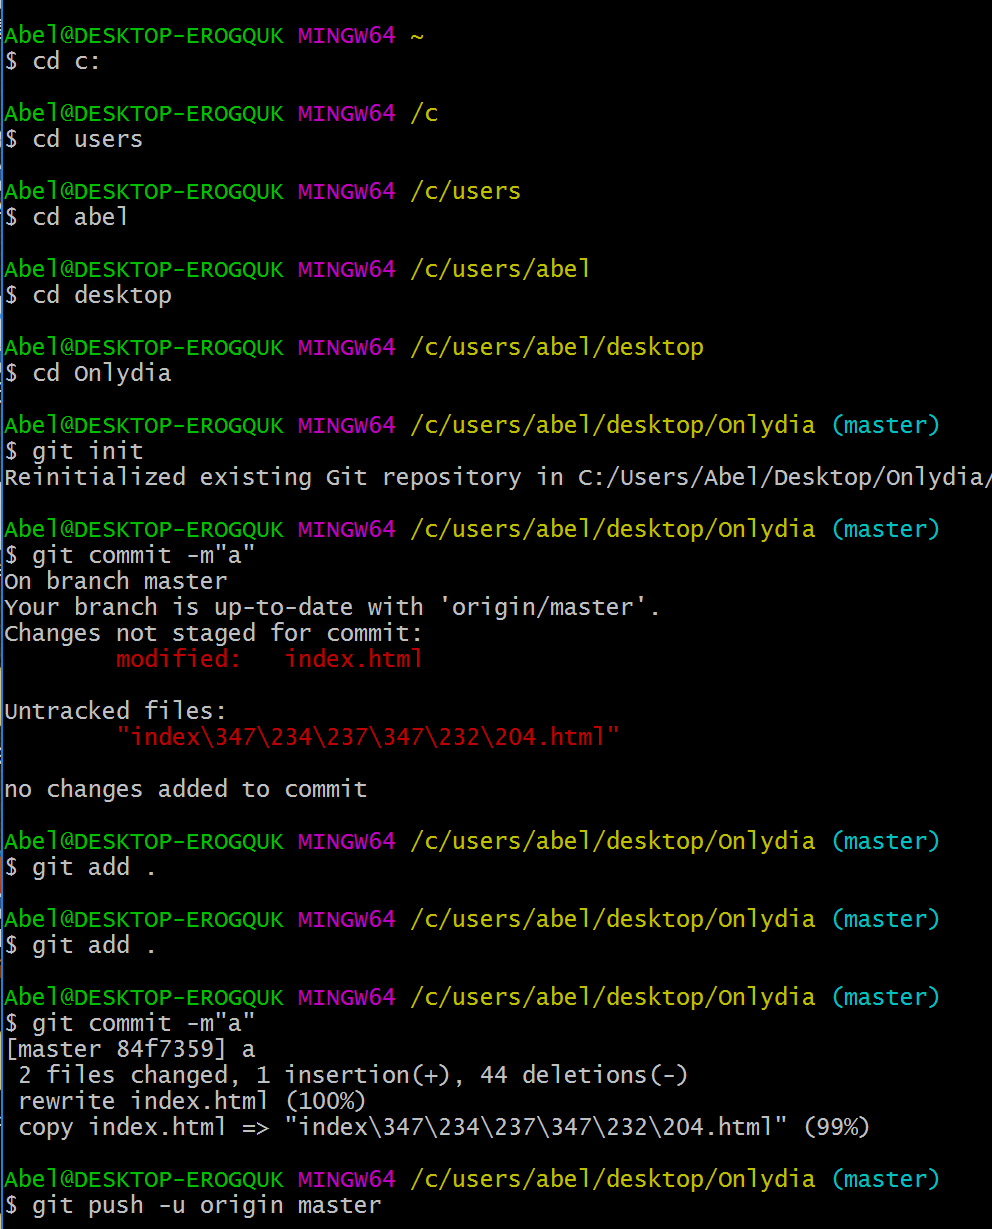 Abel@DESKTOP-EROGQUK MINGW64 ~
$ cd c:
Abel@DESKTOP-EROGQUK MINGW64 /c
$ cd users
Abel@DESKTOP-EROGQUK MINGW64 /c/users
$ cd abel
Abel@DESKTOP-EROGQUK MINGW64 /c/users/abel
$ cd desktop
Abel@DESKTOP-EROGQUK MINGW64 /c/users/abel/desktop
$ cd Onlydia
Abel@DESKTOP-EROGQUK MINGW64 /c/users/abel/desktop/Onlydia (master)
$ git init
Reinitialized existing Git repository in C:/Users/Abel/Desktop/Onlydia/
Abel@DESKTOP-EROGQUK MINGW64 /c/users/abel/desktop/Onlydia (master)
$ git commit -m"a"
On branch master
Your branch is up-to-date with 'origin/master'.
Changes not staged for commit:
modified:   index.html
Untracked files:
"index\347\234\237\347\232\204.html"
no changes added to commit
Abel@DESKTOP-EROGQUK MINGW64 /c/users/abel/desktop/Onlydia (master)
$ git add .
Abel@DESKTOP-EROGQUK MINGW64 /c/users/abel/desktop/Onlydia (master)
$ git add .
Abel@DESKTOP-EROGQUK MINGW64 /c/users/abel/desktop/Onlydia (master)
$ git commit -m"a"
[master 84f7359] a
2 files changed, 1 insertion(+), 44 deletions(-)
rewrite index.html (100%)
copy index.html => "index\347\234\237\347\232\204.html" (99%)
Abel@DESKTOP-EROGQUK MINGW64 /c/users/abel/desktop/Onlydia (master)
$ git push -u origin master